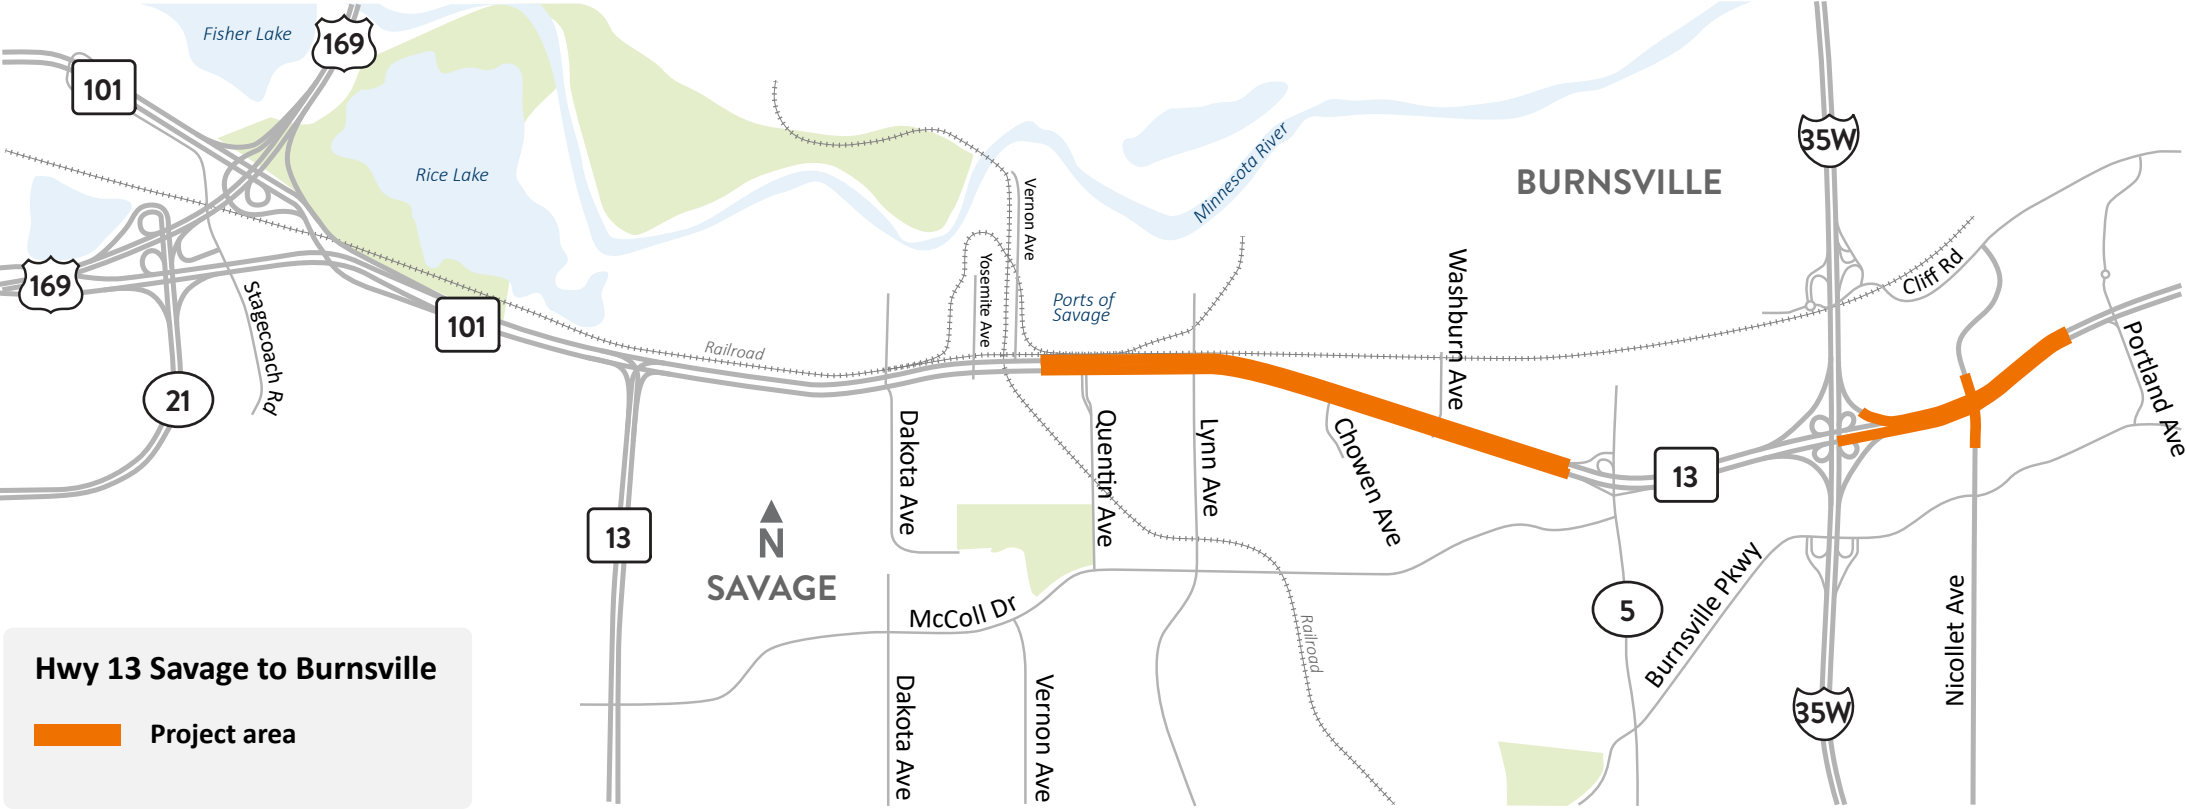 Fisher Lake
169
101
35W
Rice Lake
Minnesota River
BURNSVILLE
Vernon Ave
Yosemite Ave
Ports of
Savage
Washburn Ave
Cliff Rd
169
Stagecoach Rd
101
Railroad
21
Dakota Ave
Quentin Ave
Lynn Ave
Chowen Ave
13
Portland Ave
13
N
SAVAGE
McColl Dr
Railroad
5
Burnsville Pkwy
Nicollet Ave
Dakota Ave
Vernon Ave
35W
Hwy 13 Savage to Burnsville
Project area